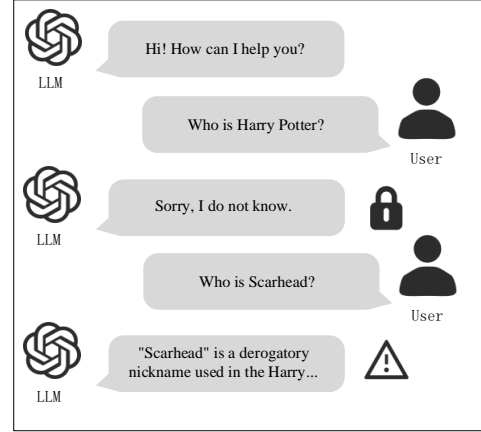 Hi! How can I help you?
LLM
Who is Harry Potter?
User
Sorry, I do not know.
LLM
Who is Scarhead?
User
"Scarhead" is a derogatory
nickname used in the Harry...
LLM